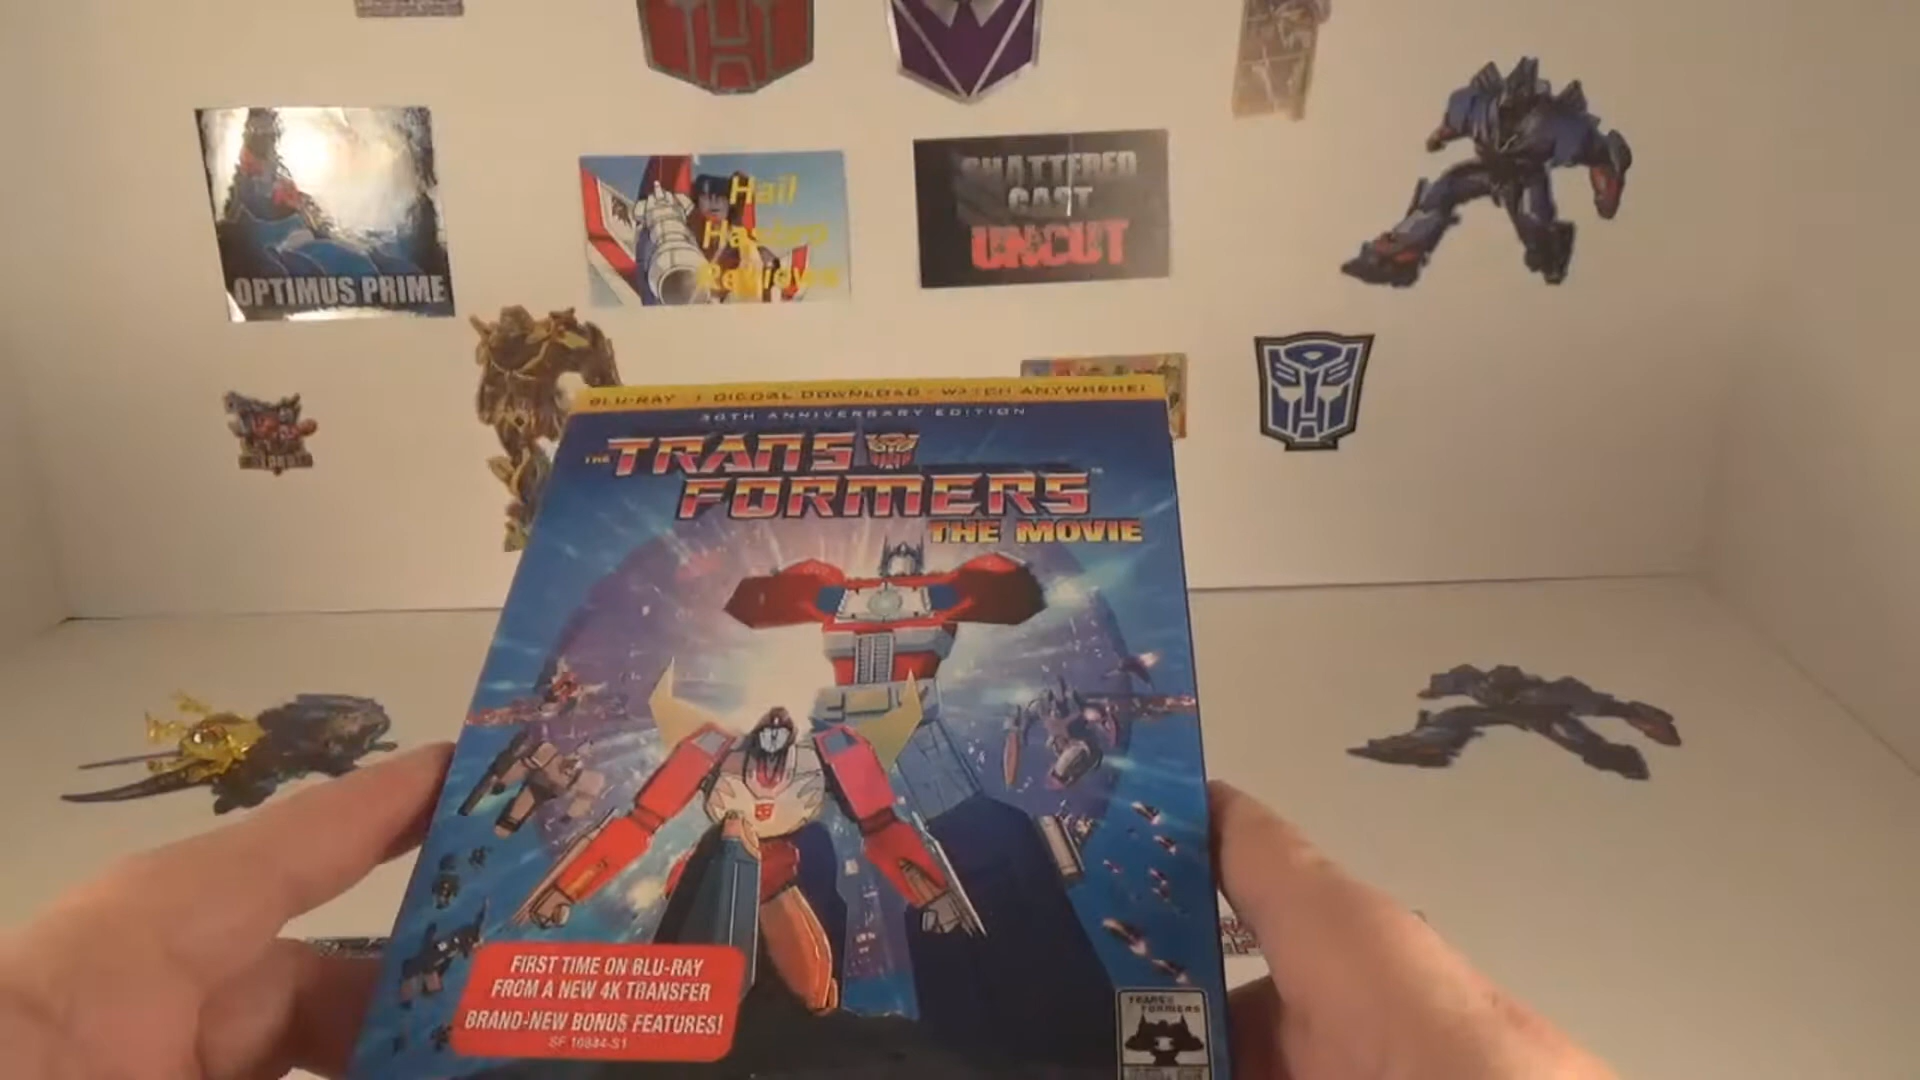 OPTIMUS PRIME
Hail
Hasbro
Reviews
SHATTERED
CAST
UNCUT
BLU-RAY + DIGITAL DOWNLOAD - WATCH ANYWHERE!
30TH ANNIVERSARY EDITION
THE TRANS
FORMERS
THE MOVIE
FIRST TIME ON BLU-RAY
FROM A NEW 4K TRANSFER
BRAND-NEW BONUS FEATURES!
SF 16844-S1
TRANS
FORMERS